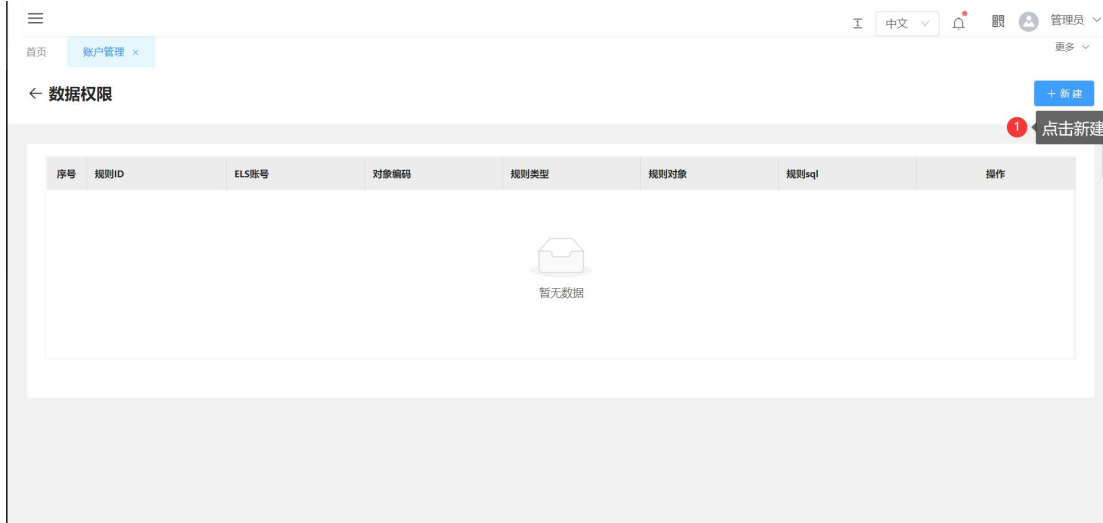 中文
管理员
首页
账户管理 ×
更多
数据权限
+ 新建
1 点击新建
序号 规则ID ELS账号 对象编码 规则类型 规则对象 规则sql 操作
暂无数据